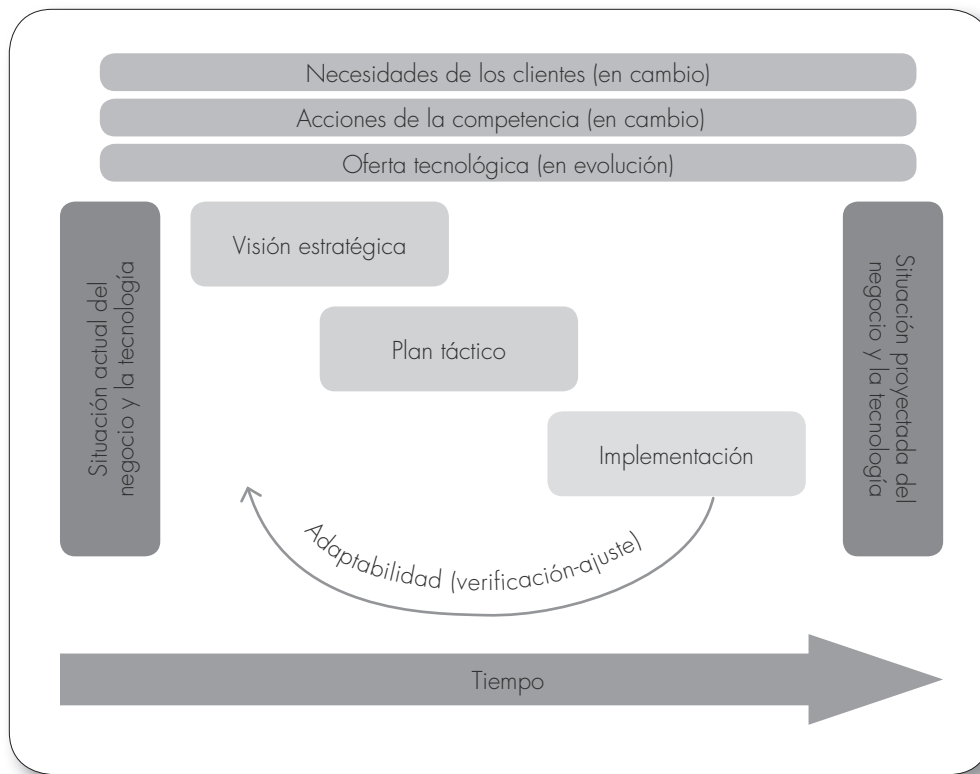 Necesidades de los clientes (en cambio)
Acciones de la competencia (en cambio)
Oferta tecnológica (en evolución)
Situación actual del
negocio y la tecnología
Visión estratégica
Plan táctico
Implementación
Situación proyectada del
negocio y la tecnología
Adaptabilidad (verificación-ajuste)
Tiempo